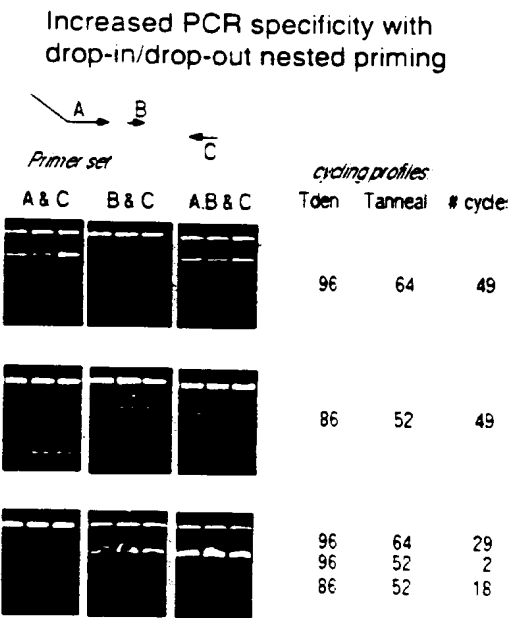 Increased PCR specificity with
drop-in/drop-out nested priming
A B
C
Primer set
cycling profiles
A & C B & C A.B & C Tden Tanneal # cycles
96 64 49
86 52 49
96 64 29
96 52 2
86 52 18